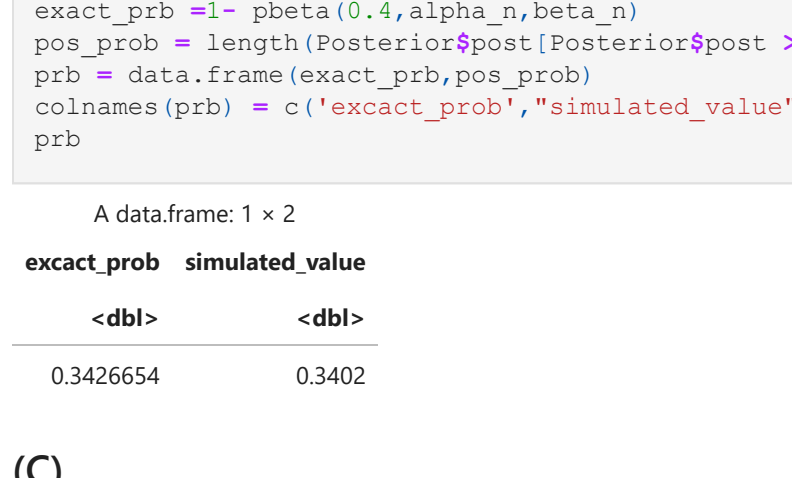 exact_prb =1- pbeta(0.4,alpha_n,beta_n)
pos_prob = length(Posterior$post[Posterior$post >
prb = data.frame(exact_prb,pos_prob)
colnames(prb) = c('excact_prob',"simulated_value"
prb
A data.frame: 1 × 2
excact_prob simulated_value
<dbl> <dbl>
0.3426654 0.3402
(C)